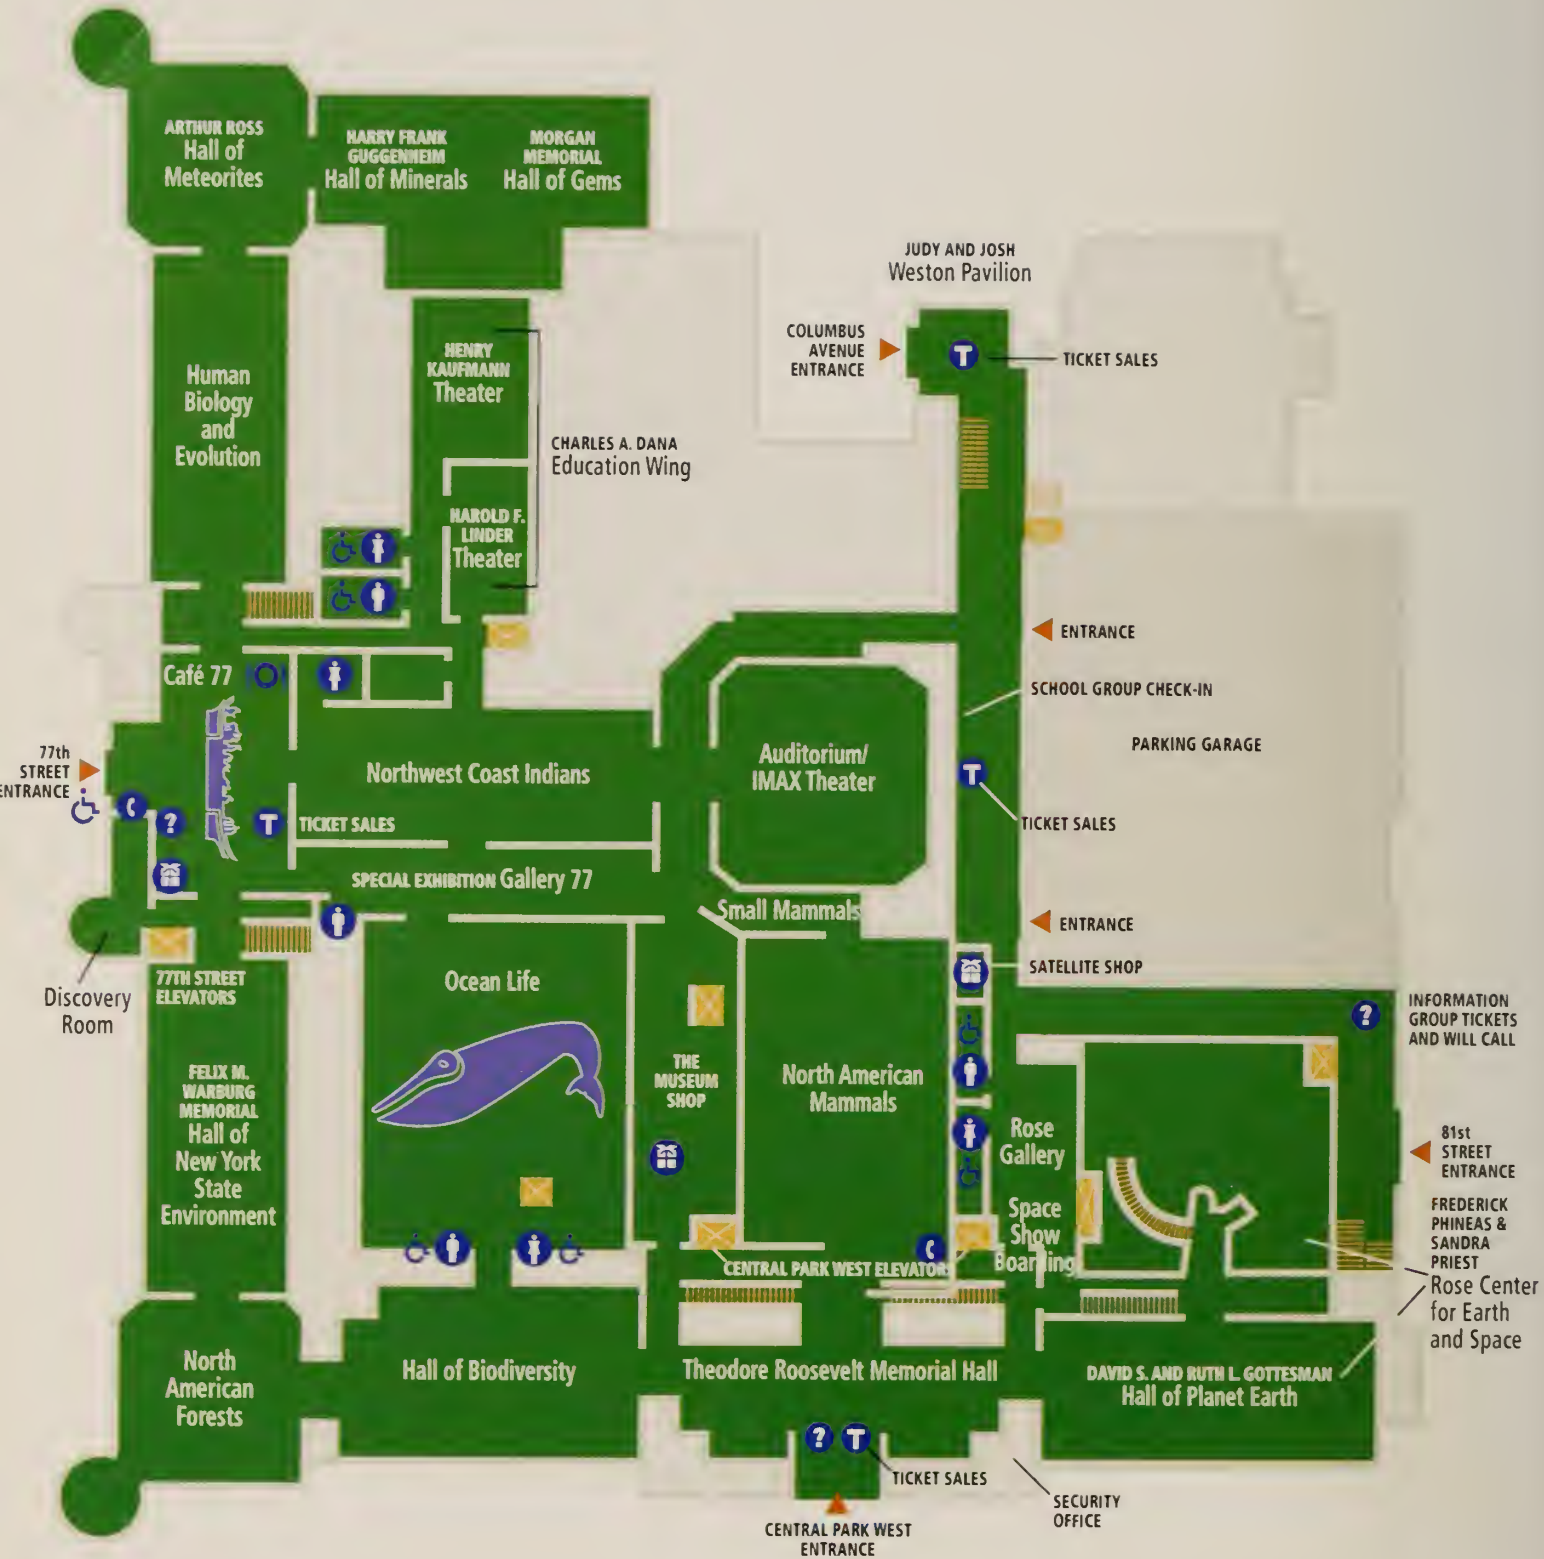 ARTHUR ROSS
Hall of
Meteorites
HARRY FRANK
GUGGENHEIM
Hall of Minerals
MORGAN
MEMORIAL
Hall of Gems
JUDY AND JOSH
Weston Pavilion
COLUMBUS
AVENUE
ENTRANCE
T
TICKET SALES
HENRY
KAUFMANN
Theater
Human
Biology
and
Evolution
CHARLES A. DANA
Education Wing
HAROLD F.
LINDER
Theater
ENTRANCE
Café 77
SCHOOL GROUP CHECK-IN
PARKING GARAGE
77th
STREET
ENTRANCE
Northwest Coast Indians
Auditorium/
IMAX Theater
T
TICKET SALES
?
T
TICKET SALES
SPECIAL EXHIBITION Gallery 77
Small Mammals
ENTRANCE
SATELLITE SHOP
77TH STREET
ELEVATORS
Discovery
Room
Ocean Life
?
INFORMATION
GROUP TICKETS
AND WILL CALL
FELIX M.
WARBURG
MEMORIAL
Hall of
New York
State
Environment
THE
MUSEUM
SHOP
North American
Mammals
Rose
Gallery
81st
STREET
ENTRANCE
Space
Show
Boarding
FREDERICK
PHINEAS &
SANDRA
PRIEST
Rose Center
for Earth
and Space
CENTRAL PARK WEST ELEVATORS
North
American
Forests
Hall of Biodiversity
Theodore Roosevelt Memorial Hall
DAVID S. AND RUTH L. GOTTESMAN
Hall of Planet Earth
?
T
TICKET SALES
SECURITY
OFFICE
CENTRAL PARK WEST
ENTRANCE